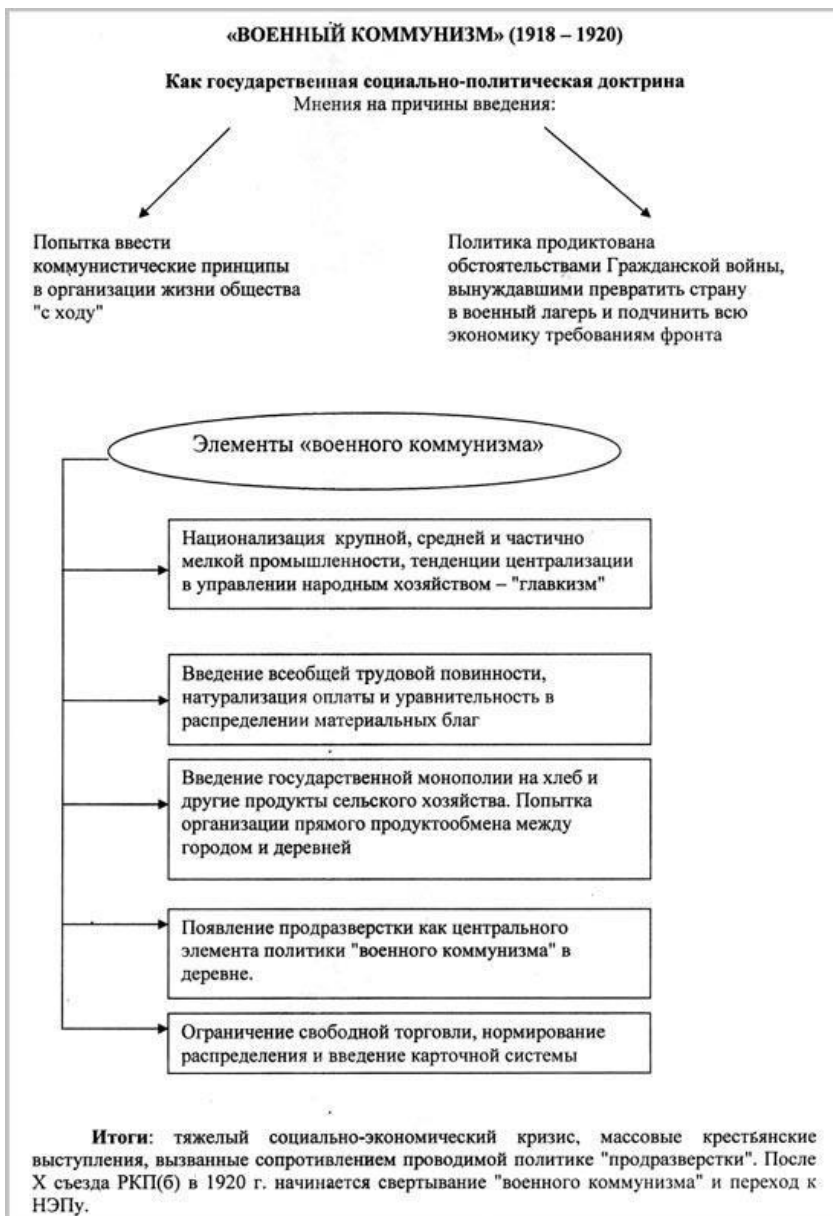 «ВОЕННЫЙ КОММУНИЗМ» (1918 – 1920)
Как государственная социально-политическая доктрина
Мнения на причины введения:
Попытка ввести
коммунистические принципы
в организации жизни общества
"с ходу"
Политика продиктована
обстоятельствами Гражданской войны,
вынуждавшими превратить страну
в военный лагерь и подчинить всю
экономику требованиям фронта
Элементы «военного коммунизма»
Национализация крупной, средней и частично
мелкой промышленности, тенденции централизации
в управлении народным хозяйством – "главкизм"
Введение всеобщей трудовой повинности,
натурализация оплаты и уравнительность в
распределении материальных благ
Введение государственной монополии на хлеб и
другие продукты сельского хозяйства. Попытка
организации прямого продуктообмена между
городом и деревней
Появление продразверстки как центрального
элемента политики "военного коммунизма" в
деревне.
Ограничение свободной торговли, нормирование
распределения и введение карточной системы
Итоги: тяжелый социально-экономический кризис, массовые крестьянские
выступления, вызванные сопротивлением проводимой политике "продразверстки". После
X съезда РКП(б) в 1920 г. начинается свертывание "военного коммунизма" и переход к
НЭПу.